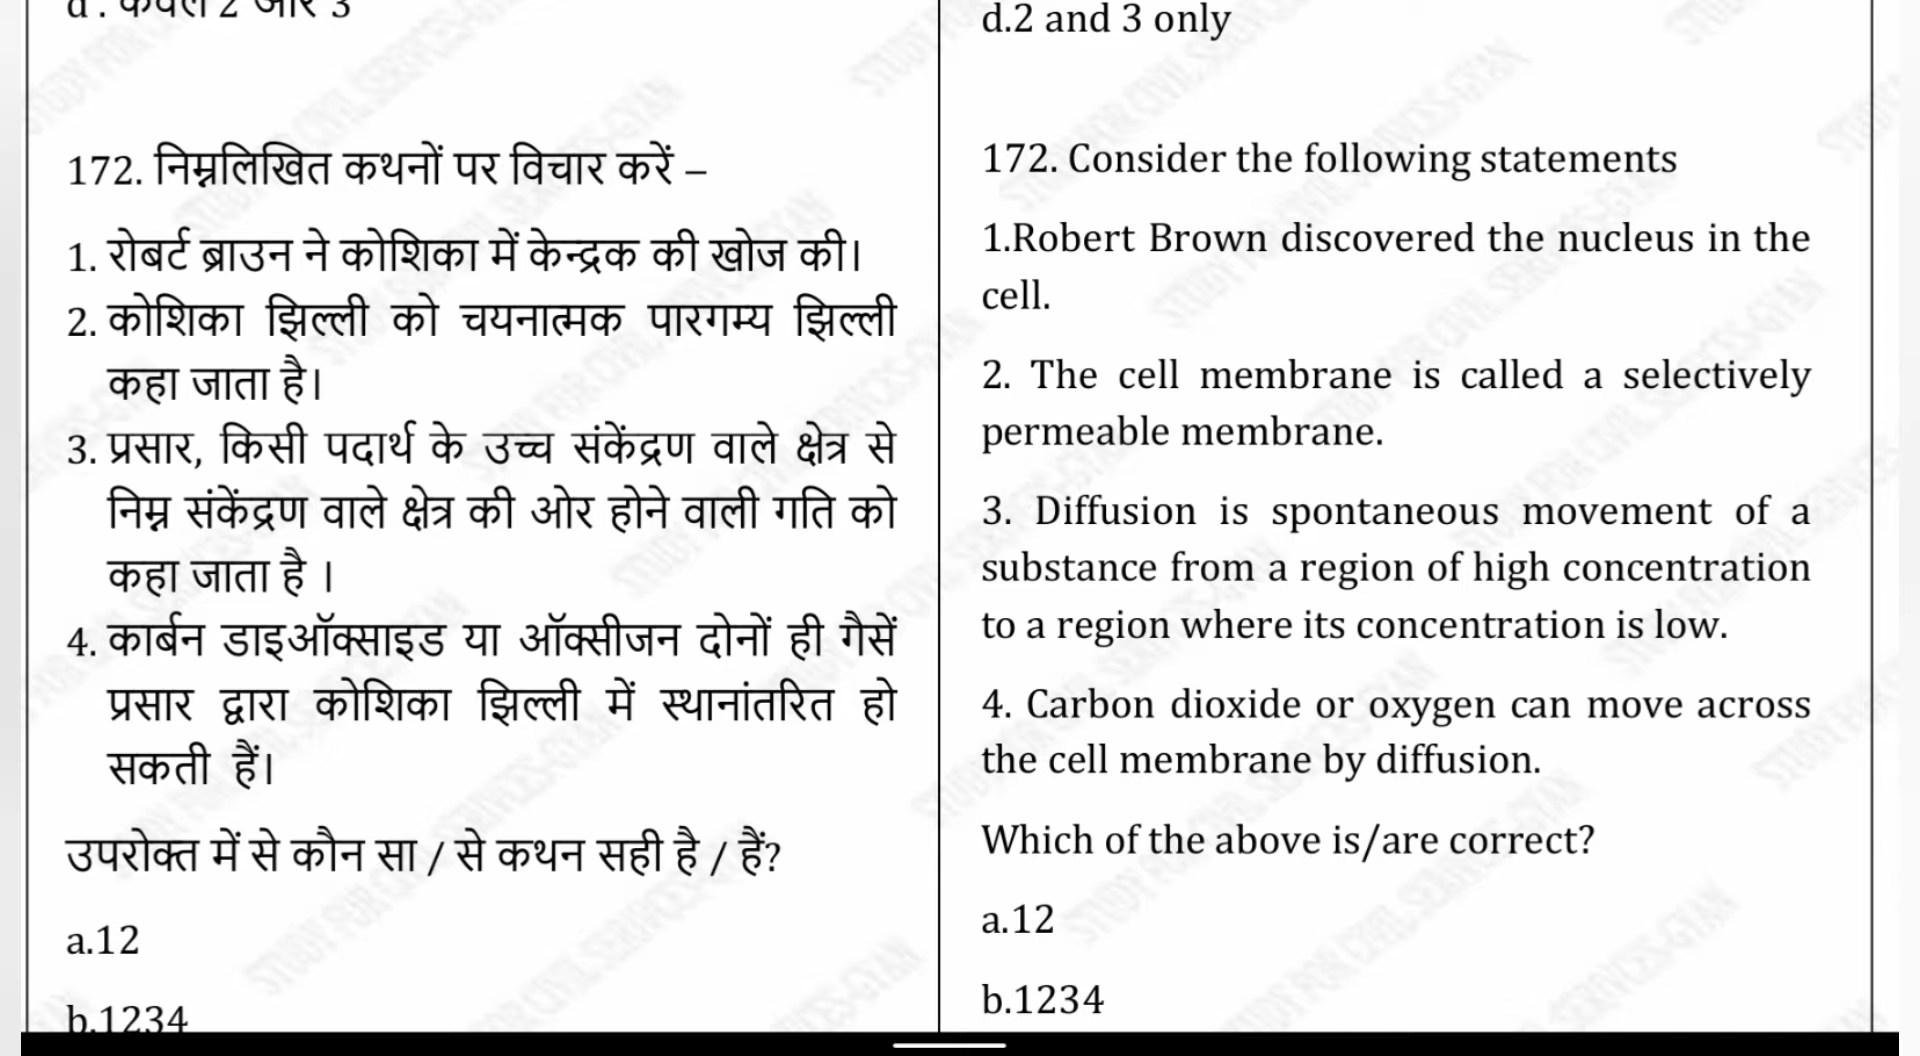 d. केवल 2 और 3
172. निम्नलिखित कथनों पर विचार करें –
1. रोबर्ट ब्राउन ने कोशिका में केन्द्रक की खोज की।
2. कोशिका झिल्ली को चयनात्मक पारगम्य झिल्ली
कहा जाता है।
3. प्रसार, किसी पदार्थ के उच्च संकेंद्रण वाले क्षेत्र से
निम्न संकेंद्रण वाले क्षेत्र की ओर होने वाली गति को
कहा जाता है ।
4. कार्बन डाइऑक्साइड या ऑक्सीजन दोनों ही गैसें
प्रसार द्वारा कोशिका झिल्ली में स्थानांतरित हो
सकती हैं।
उपरोक्त में से कौन सा / से कथन सही है / हैं?
a.12
b.1234
d.2 and 3 only
172. Consider the following statements
1.Robert Brown discovered the nucleus in the
cell.
2. The cell membrane is called a selectively
permeable membrane.
3. Diffusion is spontaneous movement of a
substance from a region of high concentration
to a region where its concentration is low.
4. Carbon dioxide or oxygen can move across
the cell membrane by diffusion.
Which of the above is/are correct?
a.12
b.1234